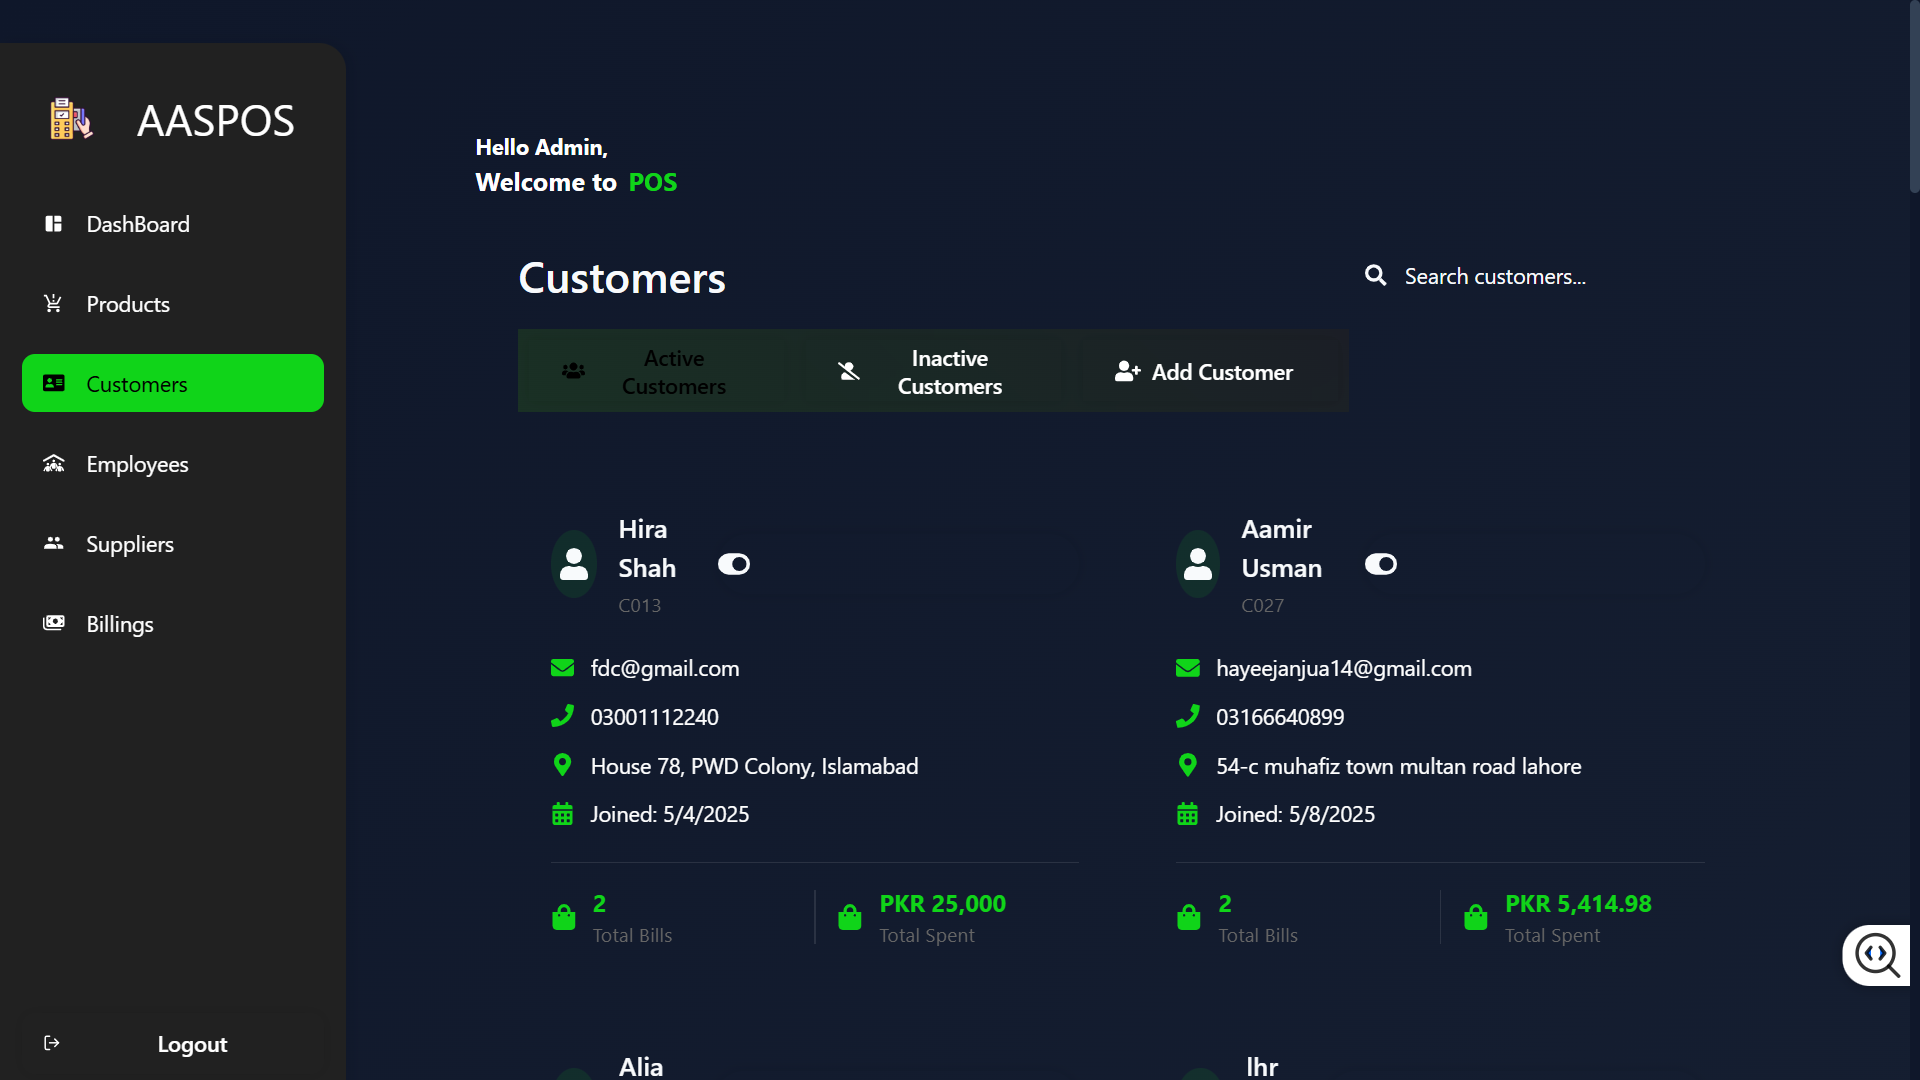 AASPOS
DashBoard
Products
Customers
Employees
Suppliers
Billings
Logout
Hello Admin,
Welcome to POS
Customers
Search customers...
Active
Customers
Inactive
Customers
Add Customer
Hira
Shah
C013
fdc@gmail.com
03001112240
House 78, PWD Colony, Islamabad
Joined: 5/4/2025
2
Total Bills
PKR 25,000
Total Spent
Aamir
Usman
C027
hayeejanjua14@gmail.com
03166640899
54-c muhafiz town multan road lahore
Joined: 5/8/2025
2
Total Bills
PKR 5,414.98
Total Spent
Alia
lhr